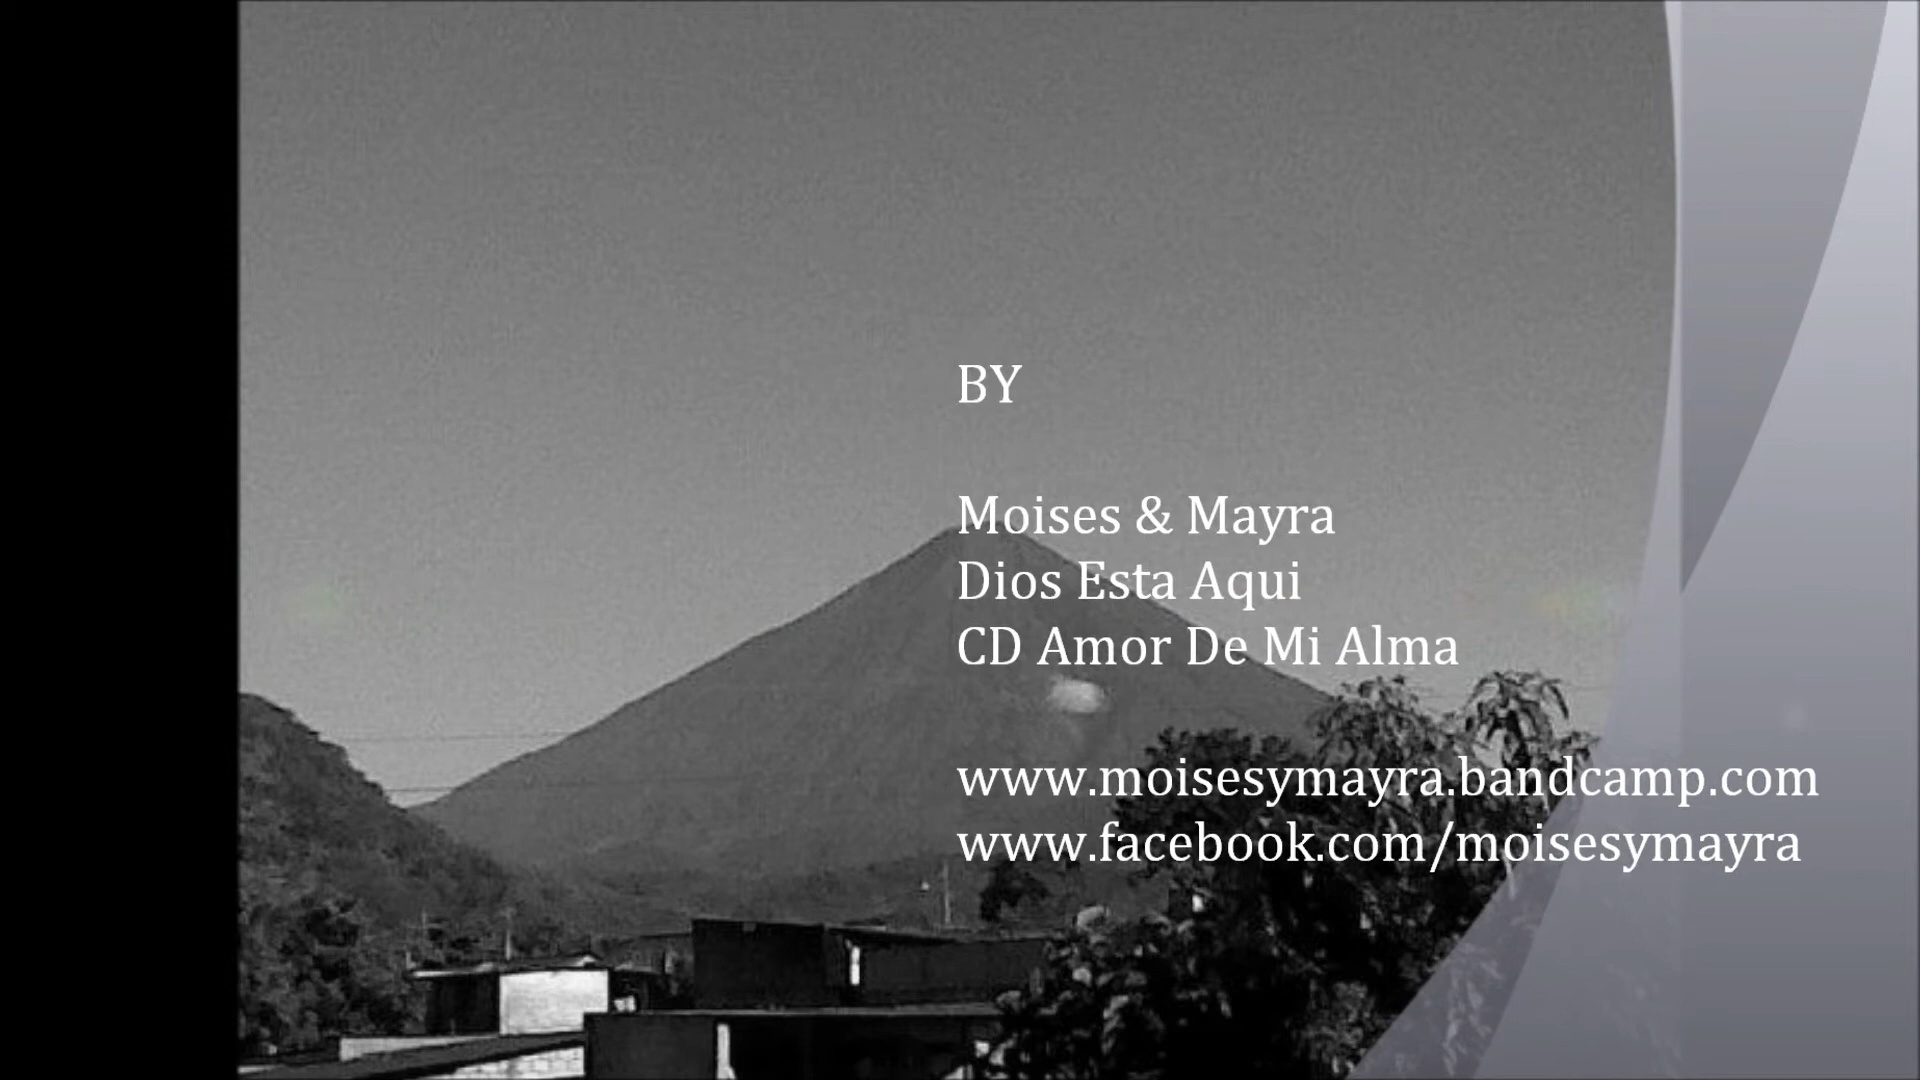 BY
Moises & Mayra
Dios Esta Aqui
CD Amor De Mi Alma
www.moisesymayra.bandcamp.com
www.facebook.com/moisesymayra